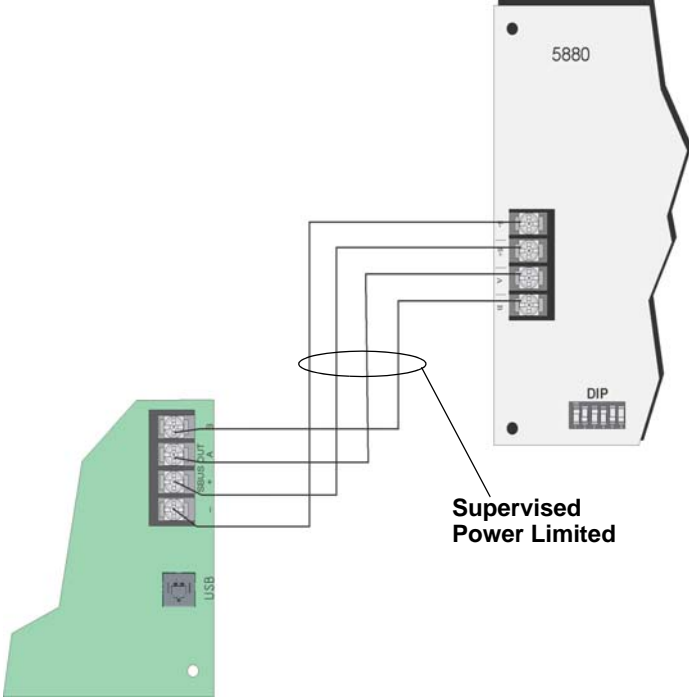 5880
A
B
DIP
Supervised
Power Limited
B
A
SBUS OUT
+
–
USB